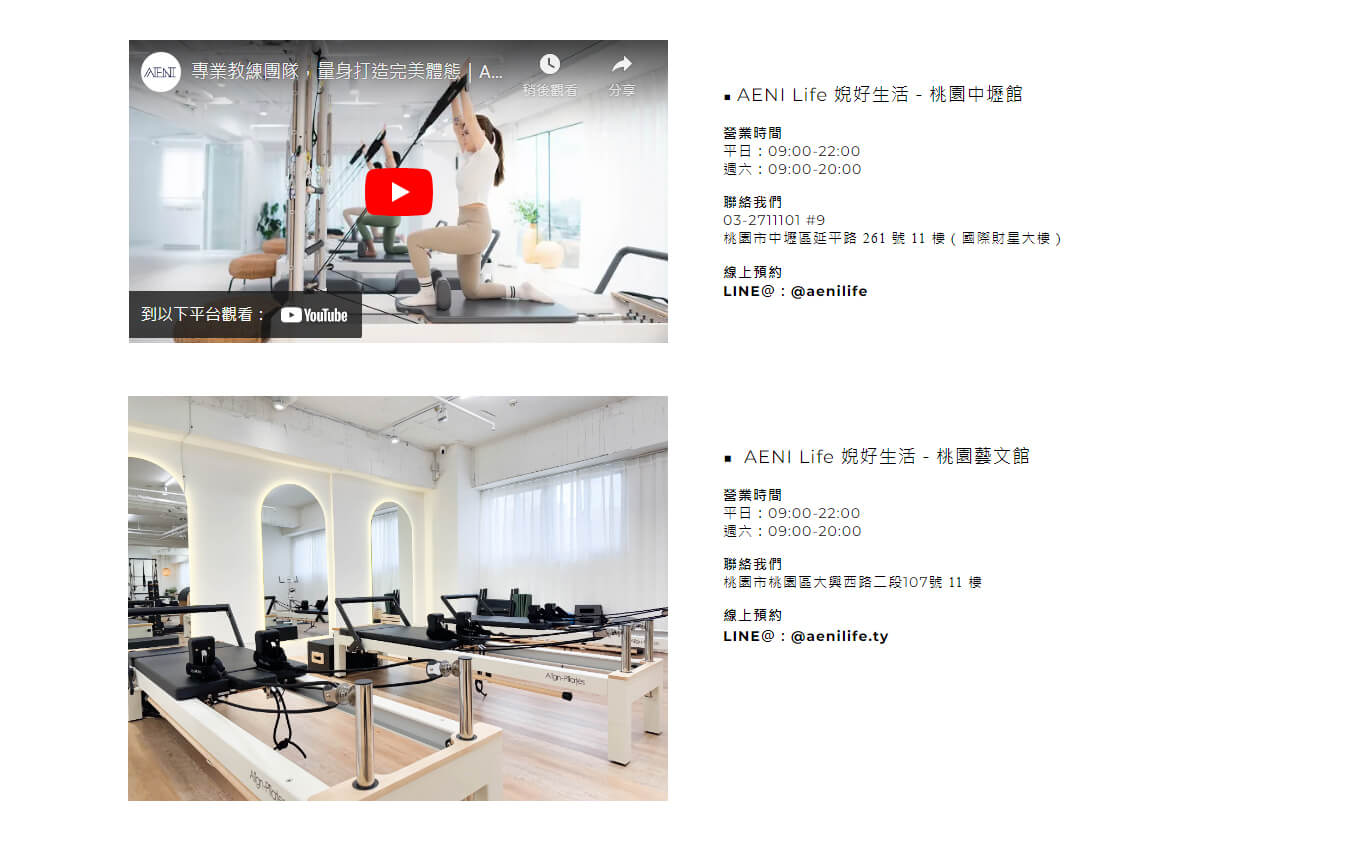 AENI
專業教練團隊，量身打造完美體態｜A...
稍後觀看
分享
到以下平台觀看：
YouTube
▪ AENI Life 婗好生活 - 桃園中壢館
營業時間
平日：09:00-22:00
週六：09:00-20:00
聯絡我們
03-2711101 #9
桃園市中壢區延平路 261 號 11 樓 ( 國際財星大樓 )
線上預約
LINE@：@aenilife
Align-Pilates
Align-Pilates
▪ AENI Life 婗好生活 - 桃園藝文館
營業時間
平日：09:00-22:00
週六：09:00-20:00
聯絡我們
桃園市桃園區大興西路二段107號 11 樓
線上預約
LINE@：@aenilife.ty